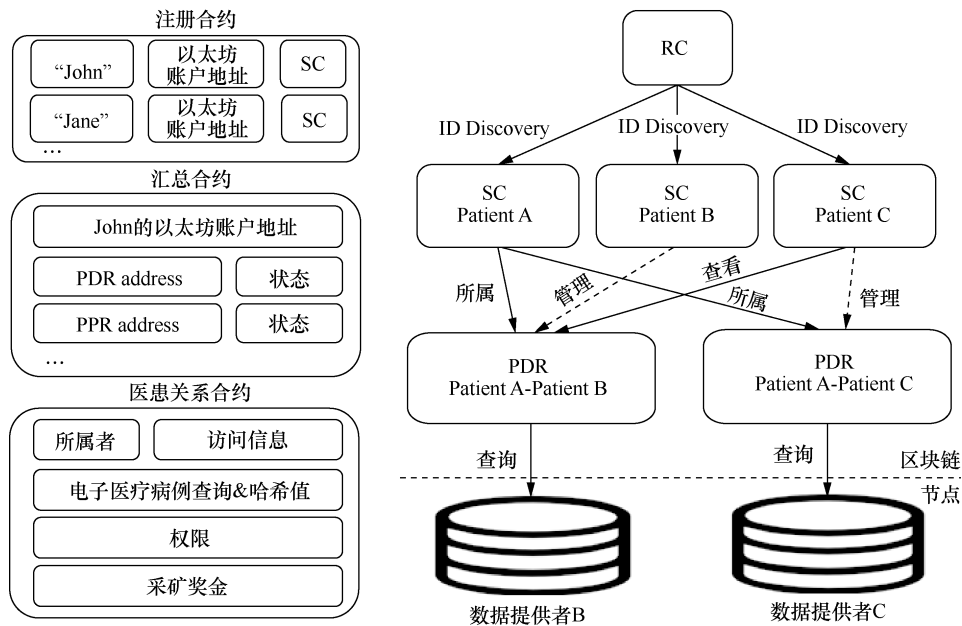 注册合约
“John”
以太坊
账户地址
SC
“Jane”
以太坊
账户地址
SC
…
汇总合约
John的以太坊账户地址
PDR address
状态
PPR address
状态
…
医患关系合约
所属者
访问信息
电子医疗病例查询&哈希值
权限
采矿奖金
RC
ID Discovery
ID Discovery
ID Discovery
SC
Patient A
SC
Patient B
SC
Patient C
所属
管理
查看
所属
管理
PDR
Patient A-Patient B
PDR
Patient A-Patient C
查询
查询
区块链
节点
数据提供者B
数据提供者C